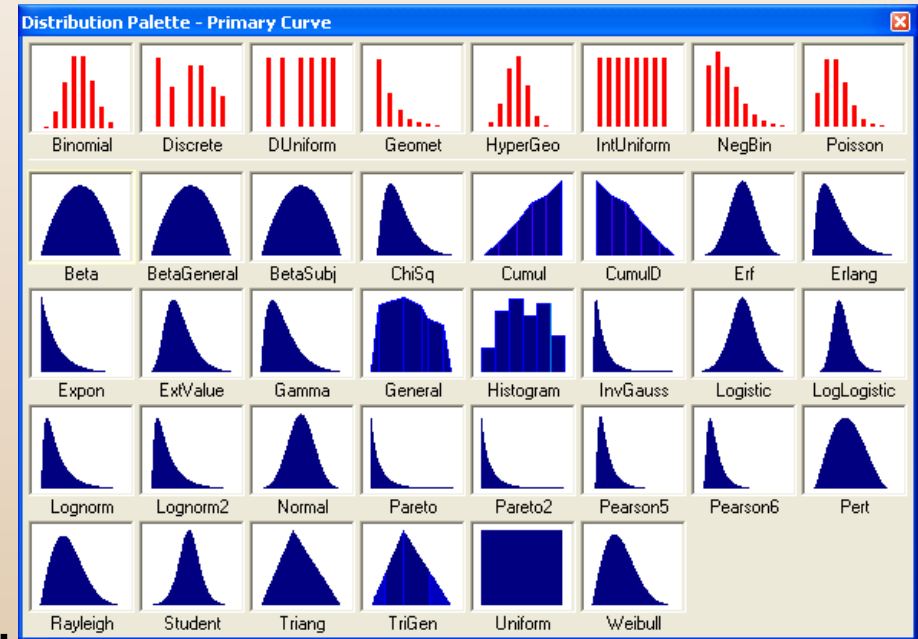 Distribution Palette - Primary Curve
Binomial Discrete DUniform Geomet HyperGeo IntUniform NegBin Poisson
Beta BetaGeneral BetaSubj ChiSq Cumul CumulD Erf Erlang
Expon ExtValue Gamma General Histogram InvGauss Logistic LogLogistic
Lognorm Lognorm2 Normal Pareto Pareto2 Pearson5 Pearson6 Pert
Rayleigh Student Triang TriGen Uniform Weibull